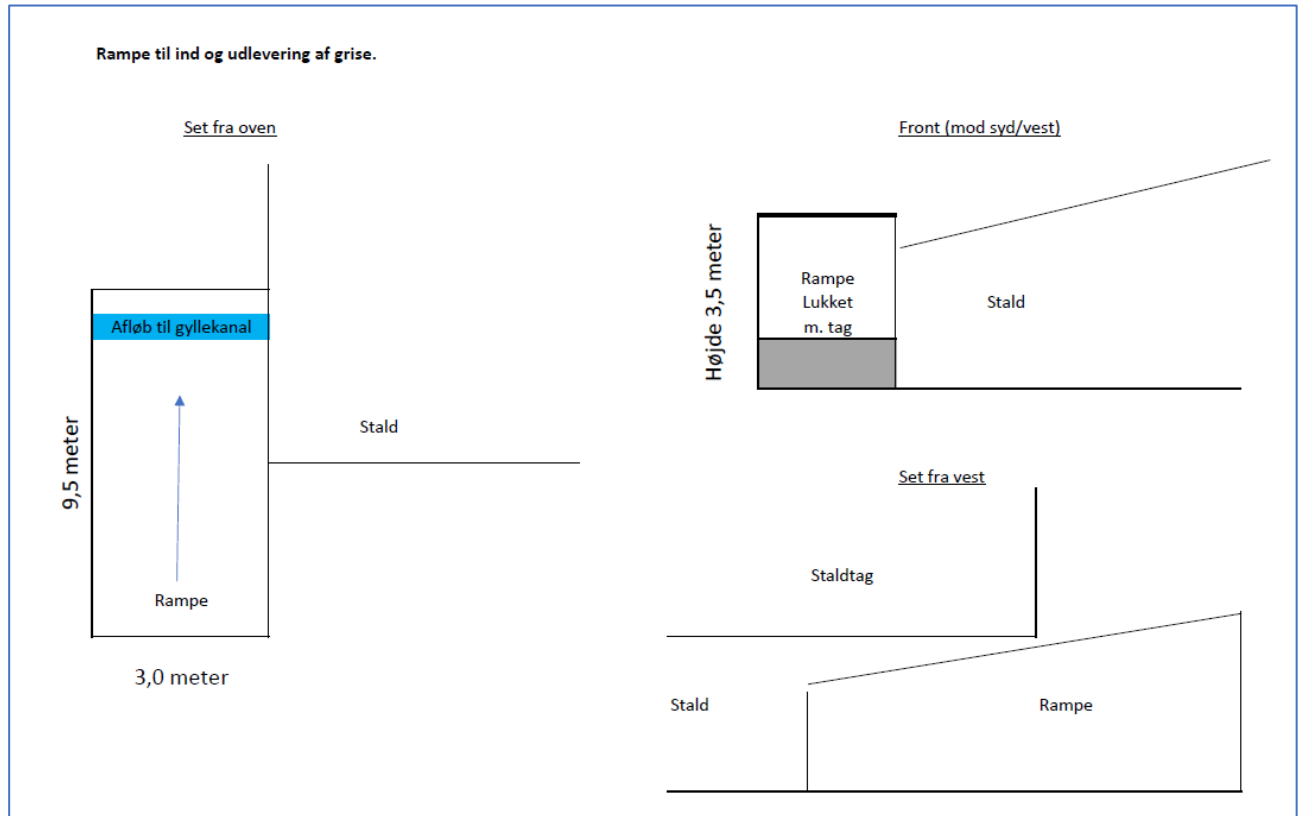 Rampe til ind og udlevering af grise.
Set fra oven
Afløb til gyllekanal
Stald
9,5 meter
Rampe
3,0 meter
Front (mod syd/vest)
Højde 3,5 meter
Rampe
Lukket
m. tag
Stald
Set fra vest
Staldtag
Stald
Rampe